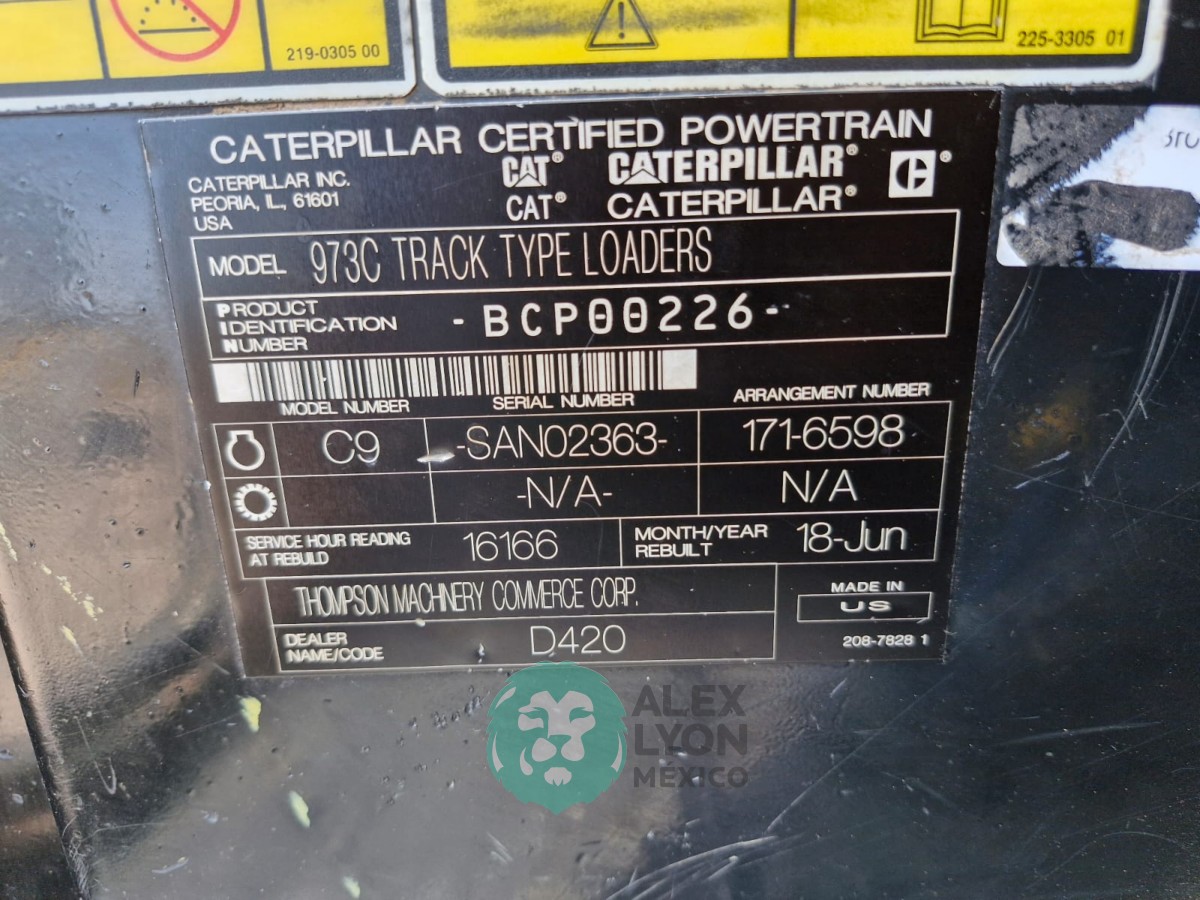 219-0305 00
225-3305 01
CATERPILLAR CERTIFIED POWERTRAIN
CATERPILLAR INC.
PEORIA, IL., 61601
USA
CAT® CATERPILLAR® C®
CAT® CATERPILLAR®
MODEL 973C TRACK TYPE LOADERS
PRODUCT
IDENTIFICATION
NUMBER
-BCP00226-
MODEL NUMBER SERIAL NUMBER ARRANGEMENT NUMBER
C9 -SAN02363- 171-6598
-N/A- N/A
SERVICE HOUR READING
AT REBUILD
16166
MONTH/YEAR
REBUILT
18-Jun
THOMPSON MACHINERY COMMERCE CORP.
DEALER
NAME/CODE
D420
MADE IN
US
208-7828 1
ALEX
LYON
MEXICO